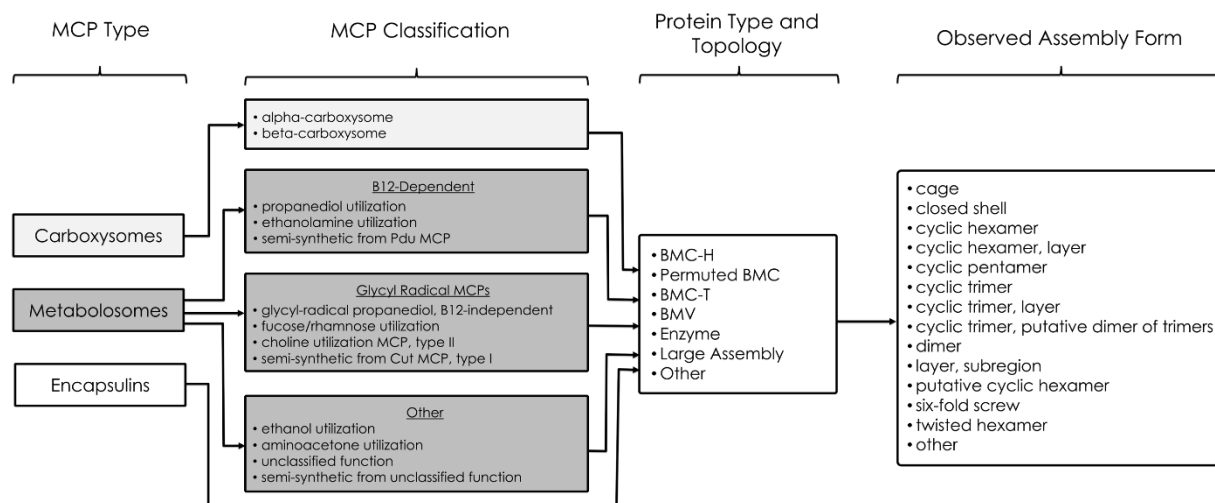 MCP Type
MCP Classification
Protein Type and
Topology
Observed Assembly Form
Carboxysomes
Metabolosomes
Encapsulins
• alpha-carboxysome
• beta-carboxysome
B12-Dependent
• propanediol utilization
• ethanolamine utilization
• semi-synthetic from Pdu MCP
Glycyl Radical MCPs
• glycyl-radical propanediol, B12-independent
• fucose/rhamnose utilization
• choline utilization MCP, type II
• semi-synthetic from Cut MCP, type I
Other
• ethanol utilization
• aminoacetone utilization
• unclassified function
• semi-synthetic from unclassified function
• BMC-H
• Permuted BMC
• BMC-T
• BMV
• Enzyme
• Large Assembly
• Other
• cage
• closed shell
• cyclic hexamer
• cyclic hexamer, layer
• cyclic pentamer
• cyclic trimer
• cyclic trimer, layer
• cyclic trimer, putative dimer of trimers
• dimer
• layer, subregion
• putative cyclic hexamer
• six-fold screw
• twisted hexamer
• other